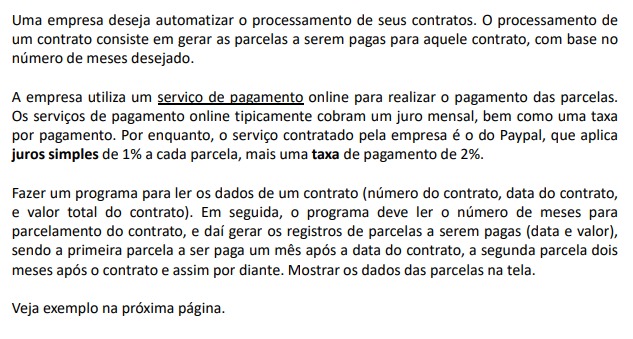 Uma empresa deseja automatizar o processamento de seus contratos. O processamento de
um contrato consiste em gerar as parcelas a serem pagas para aquele contrato, com base no
número de meses desejado.
A empresa utiliza um serviço de pagamento online para realizar o pagamento das parcelas.
Os serviços de pagamento online tipicamente cobram um juro mensal, bem como uma taxa
por pagamento. Por enquanto, o serviço contratado pela empresa é o do Paypal, que aplica
juros simples de 1% a cada parcela, mais uma taxa de pagamento de 2%.
Fazer um programa para ler os dados de um contrato (número do contrato, data do contrato,
e valor total do contrato). Em seguida, o programa deve ler o número de meses para
parcelamento do contrato, e daí gerar os registros de parcelas a serem pagas (data e valor),
sendo a primeira parcela a ser paga um mês após a data do contrato, a segunda parcela dois
meses após o contrato e assim por diante. Mostrar os dados das parcelas na tela.
Veja exemplo na próxima página.